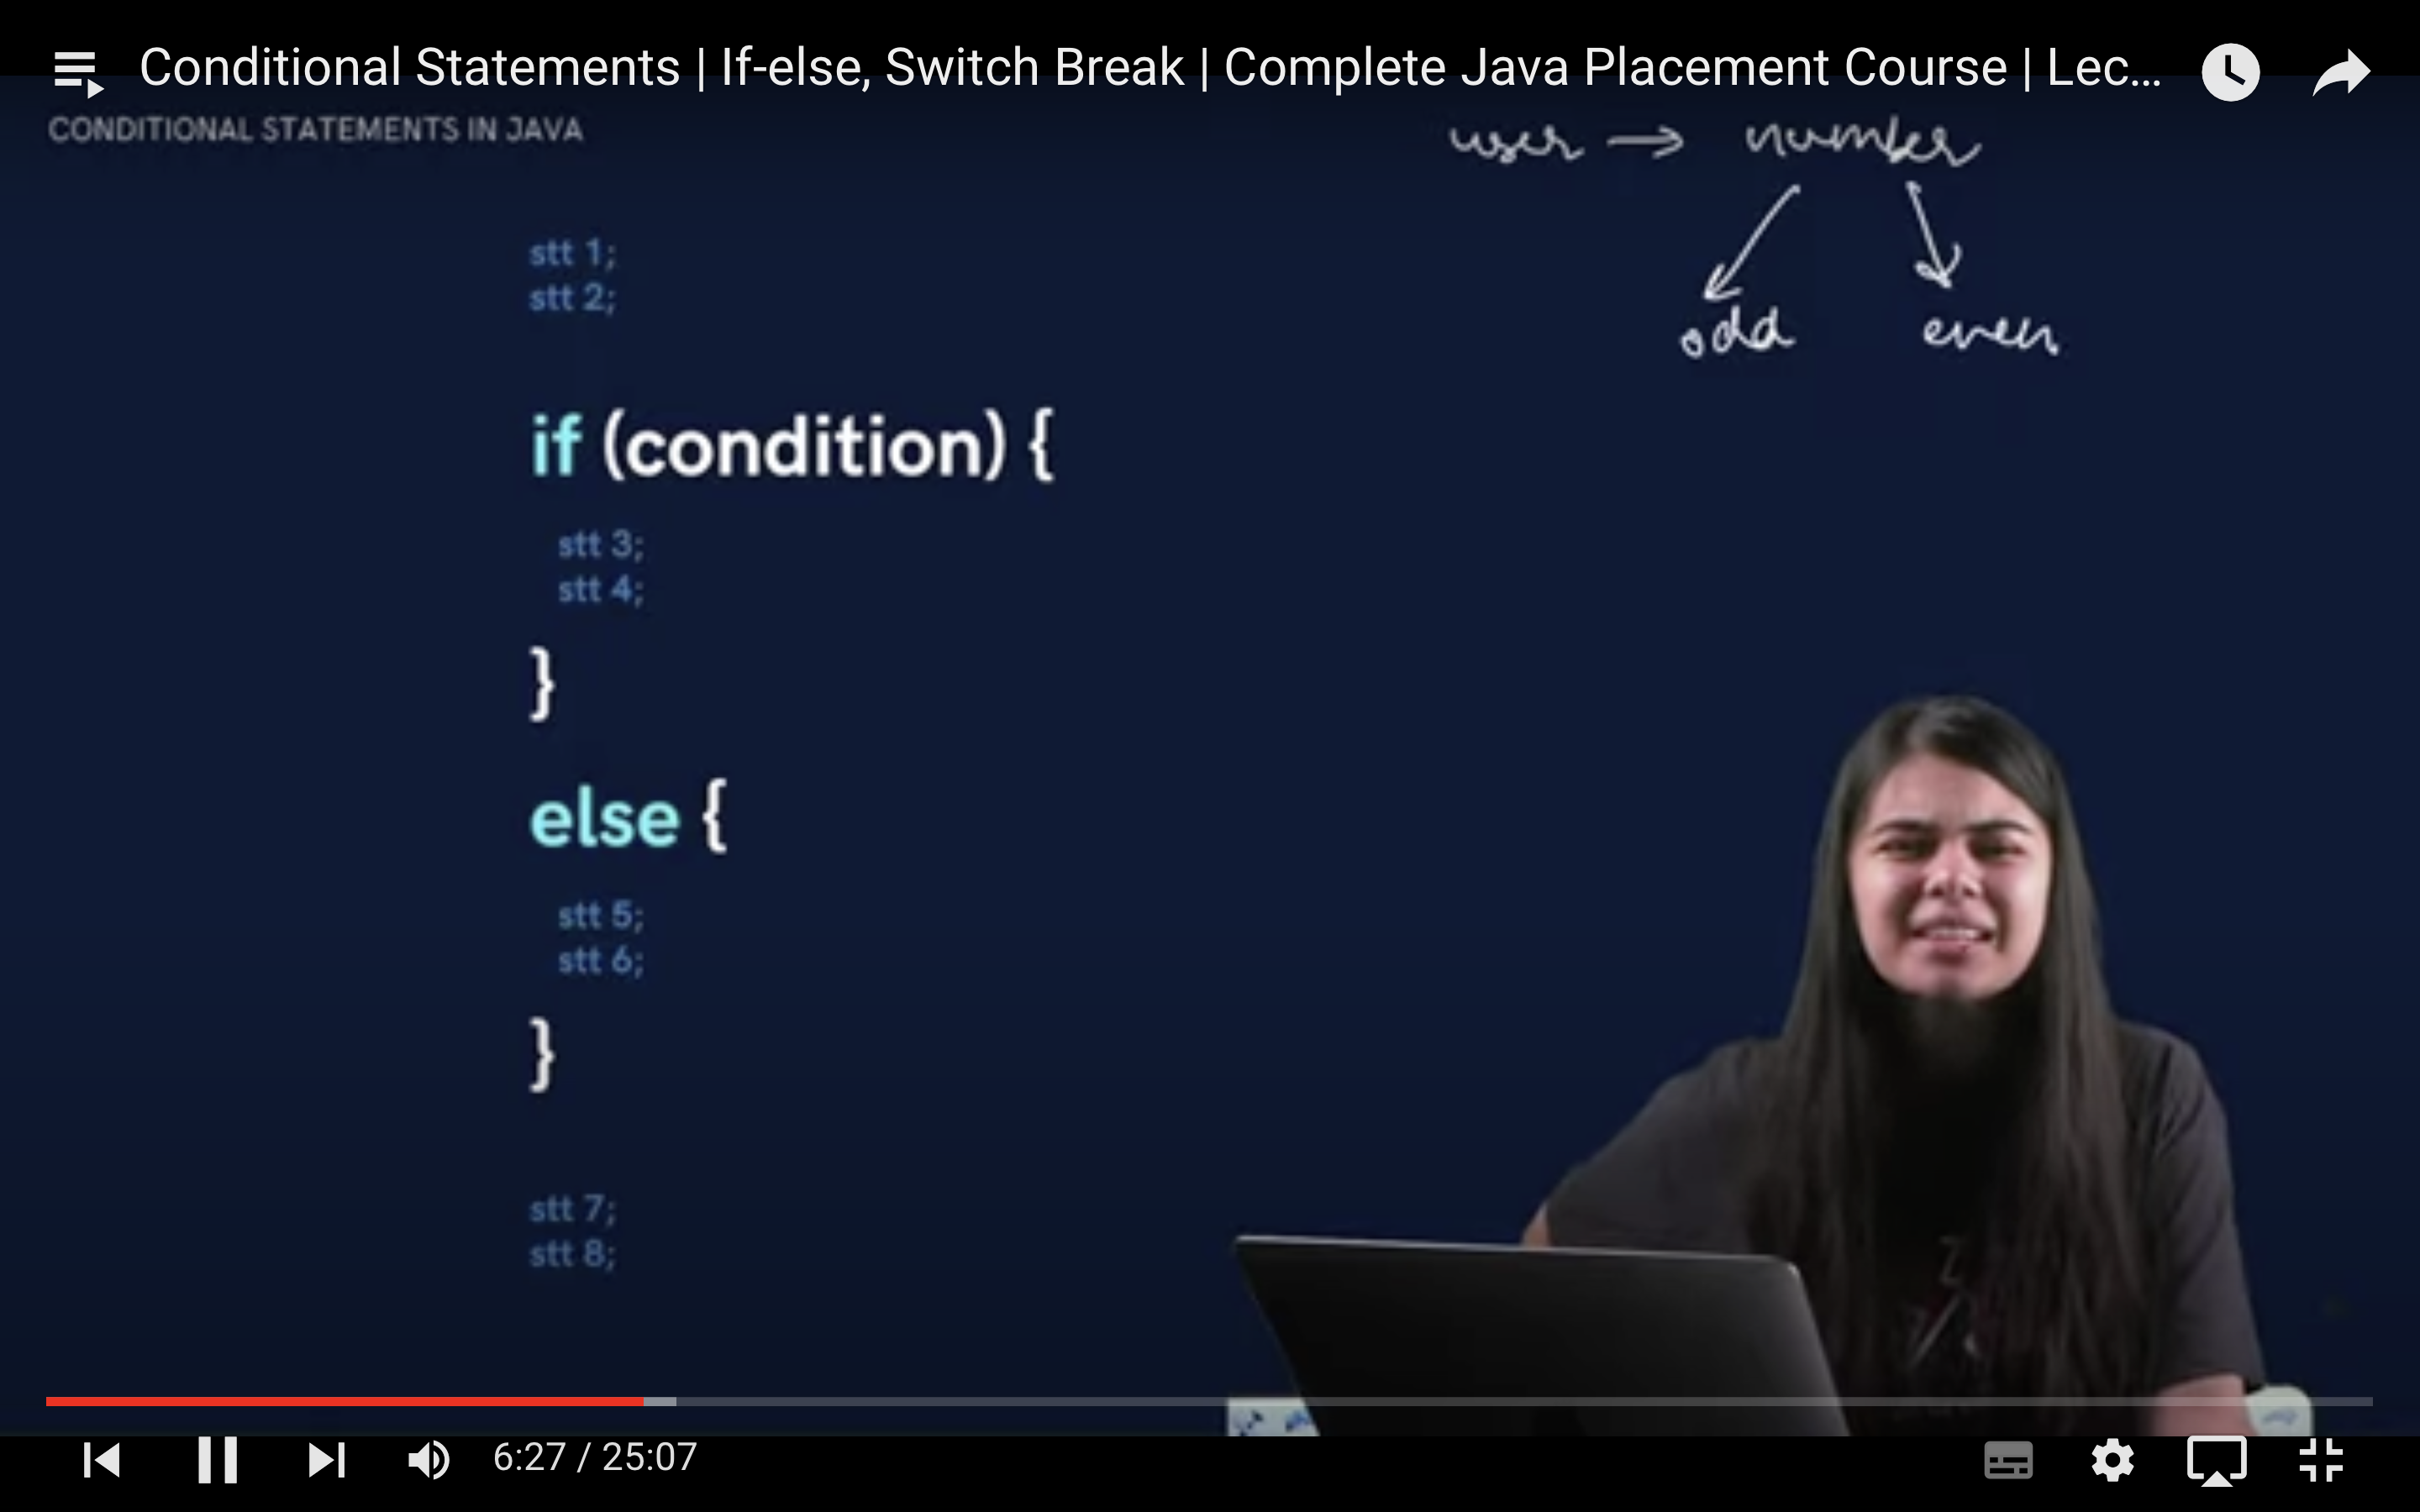 Conditional Statements | If-else, Switch Break | Complete Java Placement Course | Lec...
CONDITIONAL STATEMENTS IN JAVA
user → number
odd even
stt 1;
stt 2;
if (condition) {
stt 3;
stt 4;
}
else {
stt 5;
stt 6;
}
stt 7;
stt 8;
6:27 / 25:07